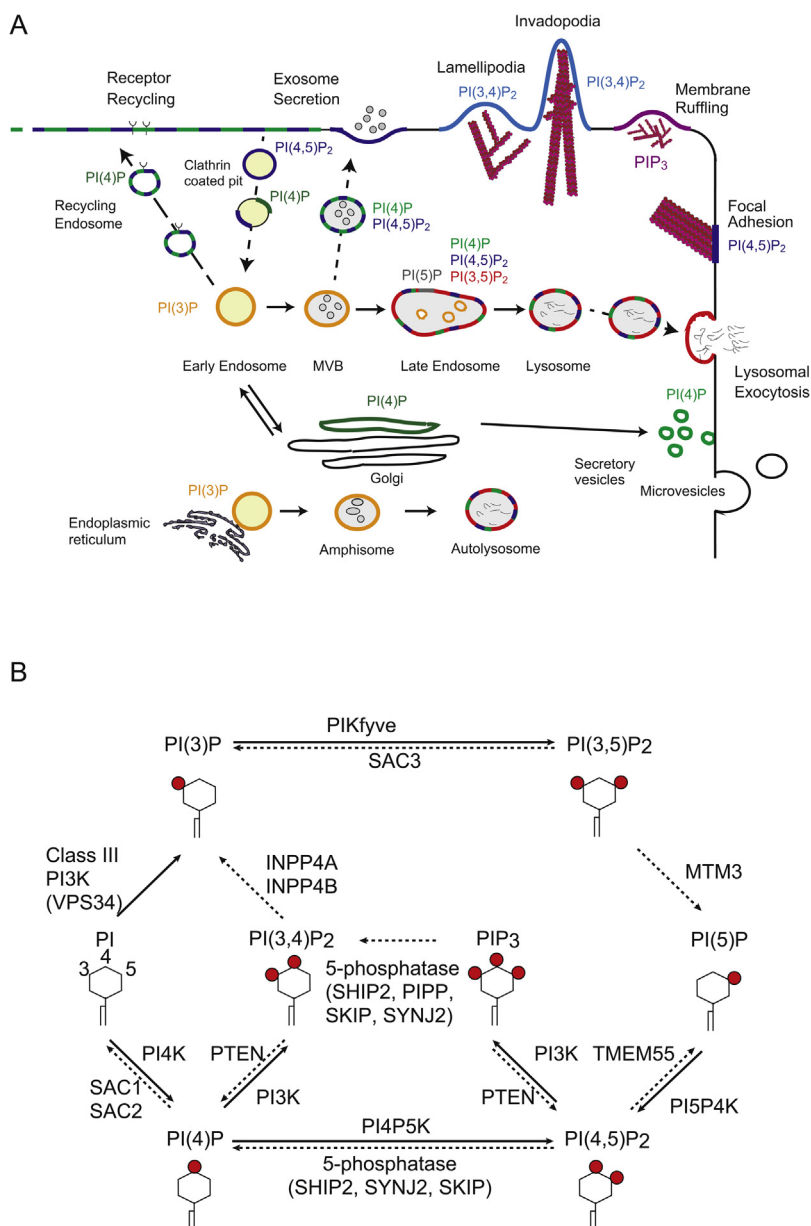 A
Invadopodia
Receptor
Recycling
Exosome
Secretion
Lamellipodia
PI(3,4)P2
PI(3,4)P2
Membrane
Ruffling
PI(4,5)P2
Clathrin
coated pit
PIP3
PI(4)P
PI(4)P
Recycling
Endosome
PI(4)P
PI(4,5)P2
Focal
Adhesion
PI(4,5)P2
PI(4)P
PI(4,5)P2
PI(3,5)P2
PI(5)P
PI(3)P
Early Endosome
MVB
Late Endosome
Lysosome
Lysosomal
Exocytosis
PI(4)P
PI(4)P
Golgi
Secretory
vesicles
Microvesicles
PI(3)P
Endoplasmic
reticulum
Amphisome
Autolysosome
B
PI(3)P
PIKfyve
SAC3
PI(3,5)P2
Class III
PI3K
(VPS34)
INPP4A
INPP4B
MTM3
PI
3 4 5
PI(3,4)P2
PIP3
PI(5)P
5-phosphatase
(SHIP2, PIPP,
SKIP, SYNJ2)
PI4K
SAC1
SAC2
PTEN
PI3K
PI3K
PTEN
TMEM55
PI5P4K
PI(4)P
PI4P5K
PI(4,5)P2
5-phosphatase
(SHIP2, SYNJ2, SKIP)